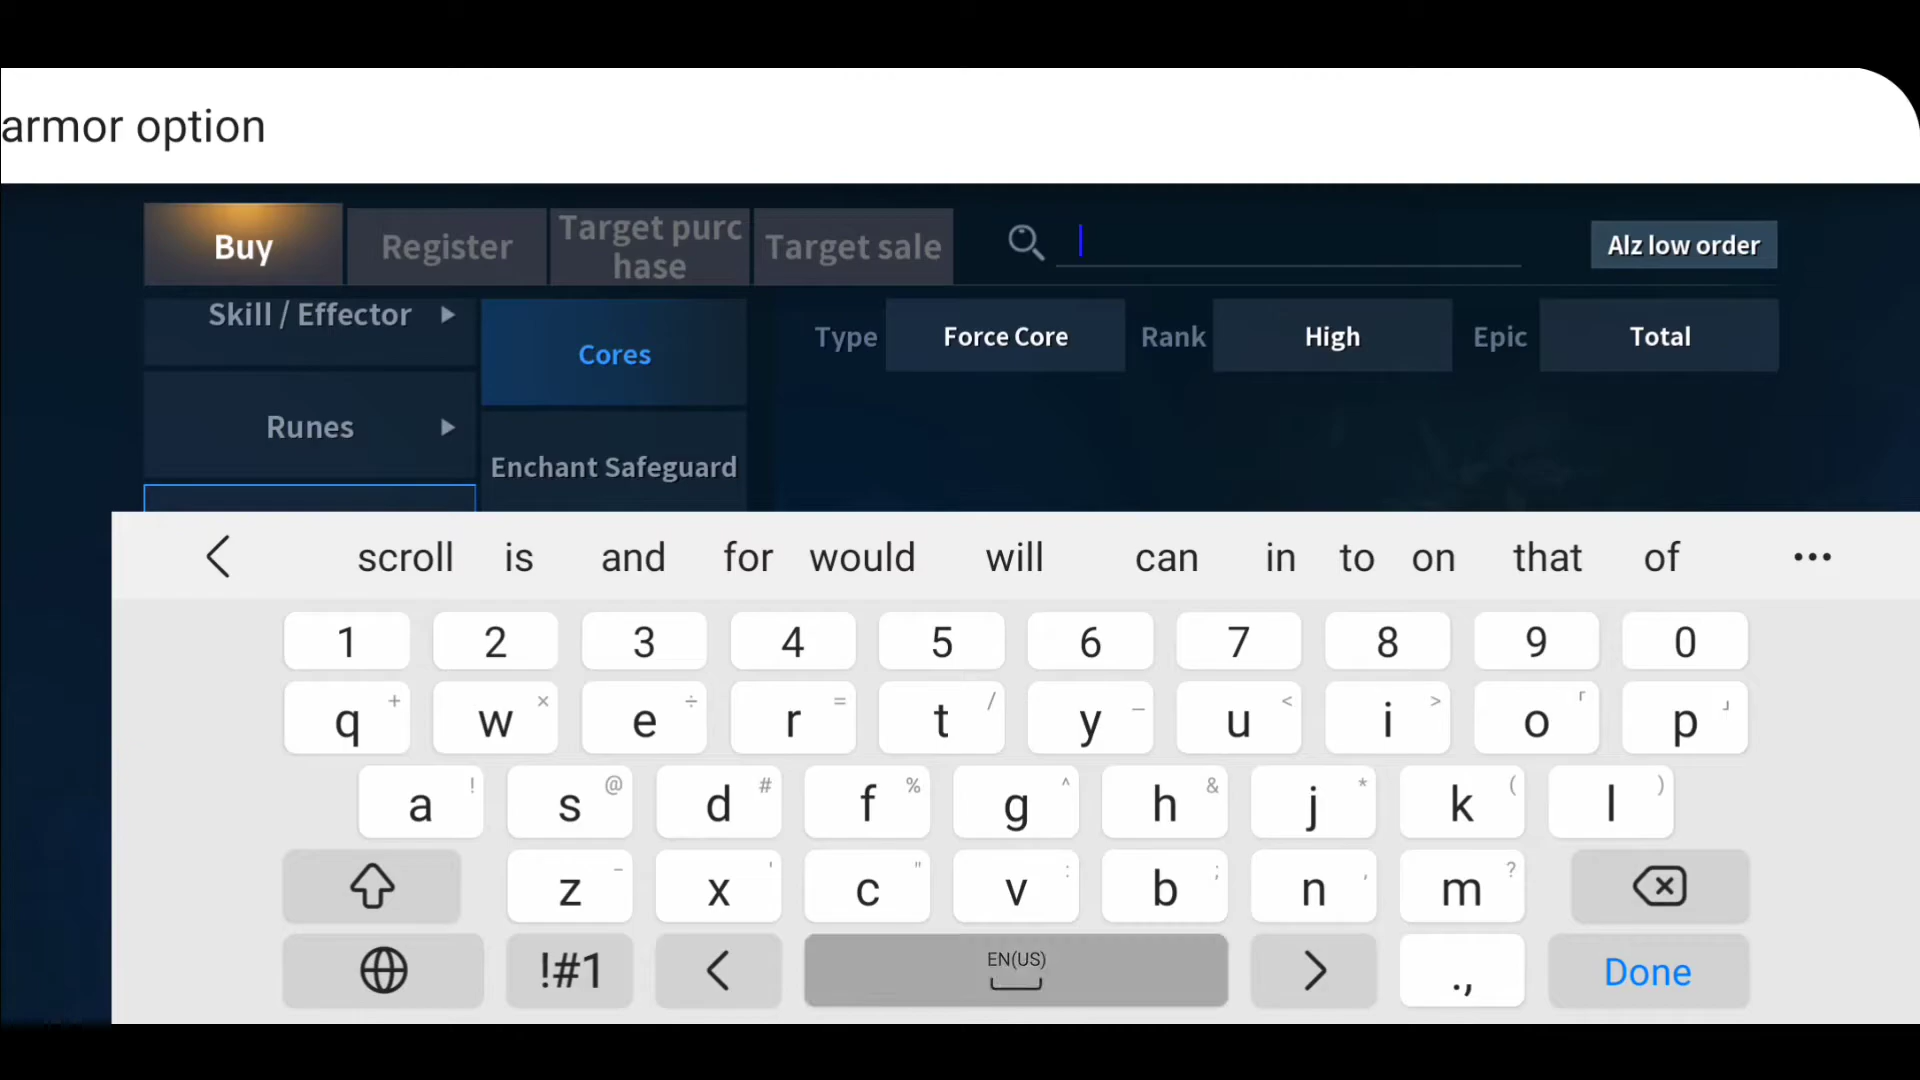 armor option
Buy
Register
Target purc
hase
Target sale
Alz low order
Skill / Effector
Cores
Type
Force Core
Rank
High
Epic
Total
Runes
Enchant Safeguard
scroll is and for would will can in to on that of
1 2 3 4 5 6 7 8 9 0
q + w × e ÷ r = t / y _ u < i > o ｢ p ｣
a ! s @ d # f % g ^ h & j * k ( l )
z - x ' c " v : b ; n , m ?
!#1 EN(US) ., Done